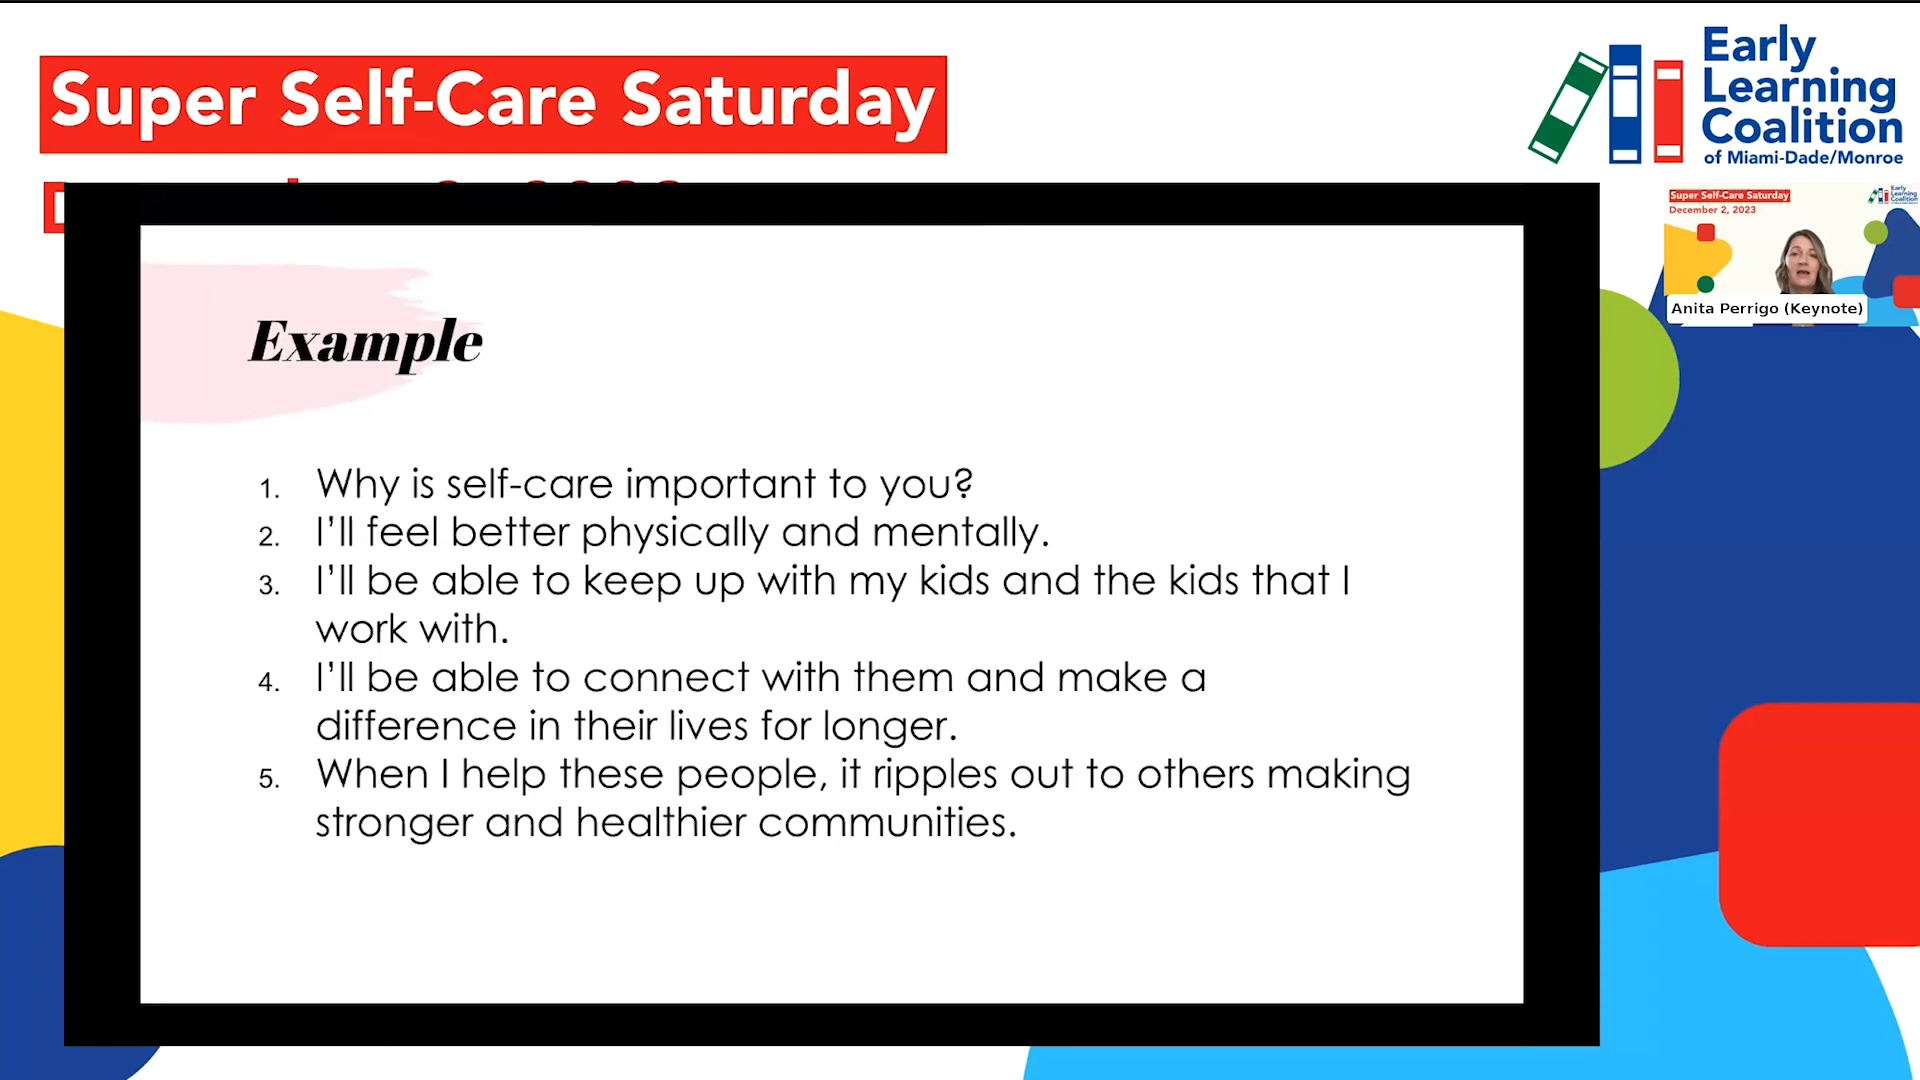 Super Self-Care Saturday
Early
Learning
Coalition
of Miami-Dade/Monroe
Super Self-Care Saturday
December 2, 2023
Early
Learning
Coalition
Anita Perrigo (Keynote)
Example
1. Why is self-care important to you?
2. I’ll feel better physically and mentally.
3. I’ll be able to keep up with my kids and the kids that I
work with.
4. I’ll be able to connect with them and make a
difference in their lives for longer.
5. When I help these people, it ripples out to others making
stronger and healthier communities.